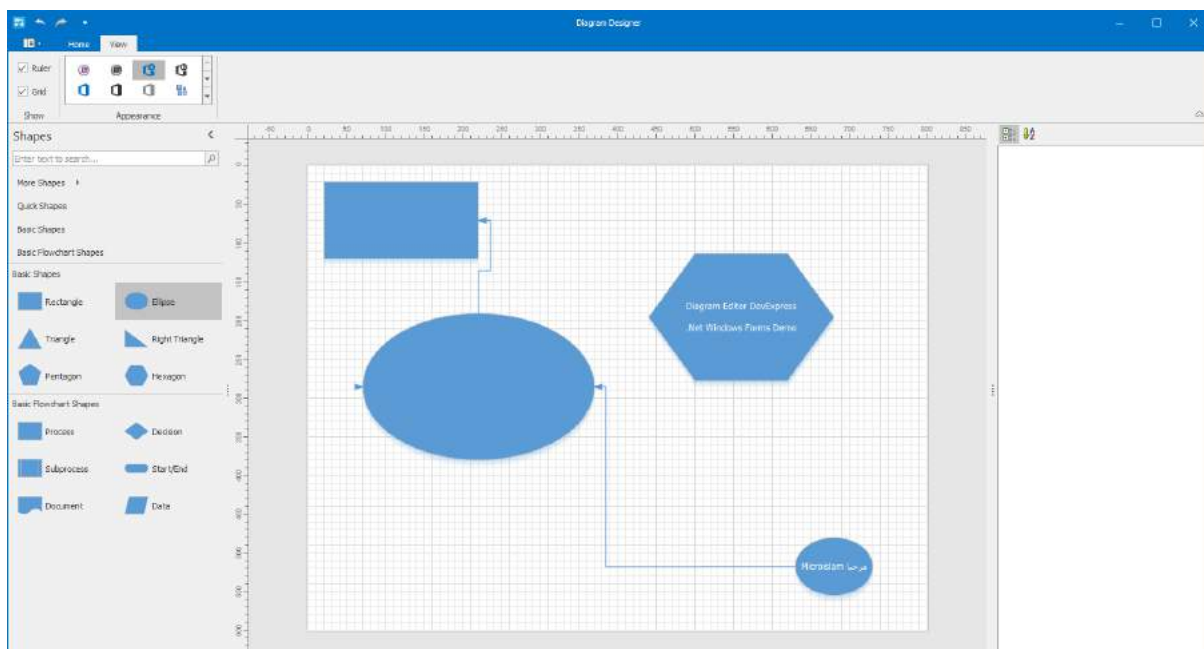 Diagram Designer
Home
View
Ruler
Grid
Show
Appearance
Shapes
Enter text to search...
More Shapes
Quick Shapes
Basic Shapes
Basic Flowchart Shapes
Basic Shapes
Rectangle
Ellipse
Triangle
Right Triangle
Pentagon
Hexagon
Basic Flowchart Shapes
Process
Decision
Subprocess
Start/End
Document
Data
Diagram Editor DevExpress
.Net Windows Forms Demo